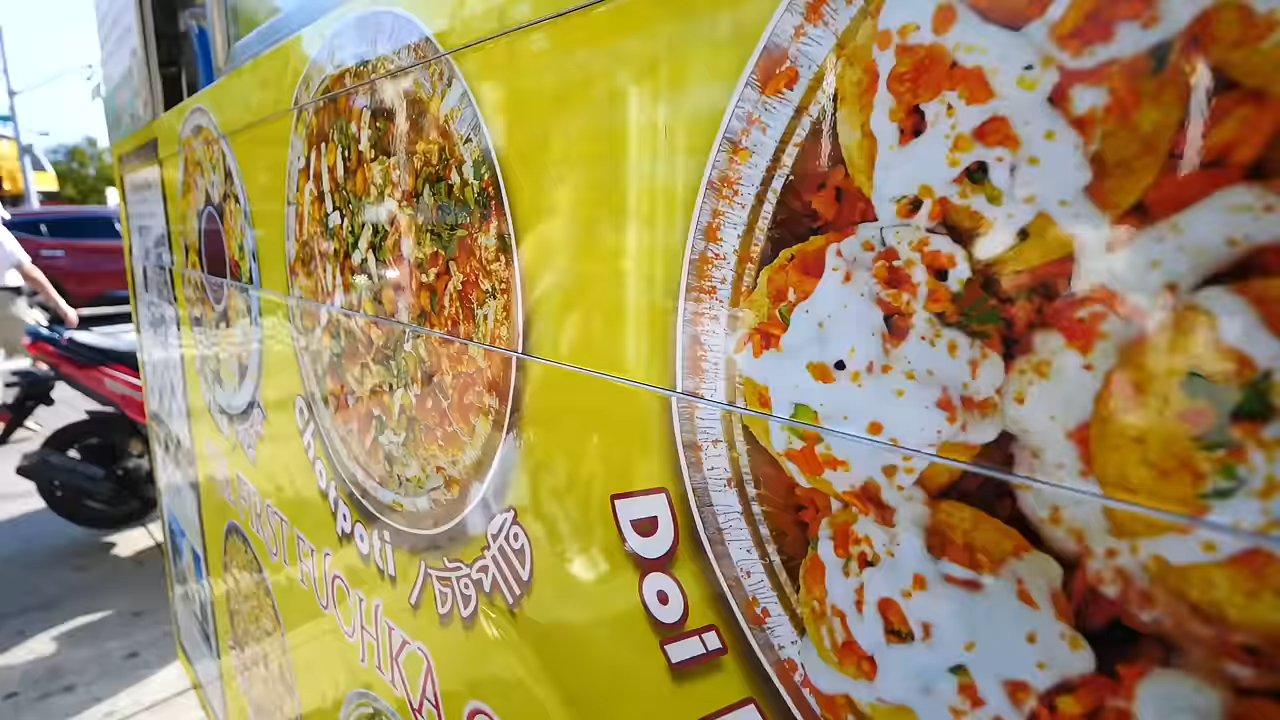 Chotpoti / চটপটি
FIRST FUCHKA
Doi